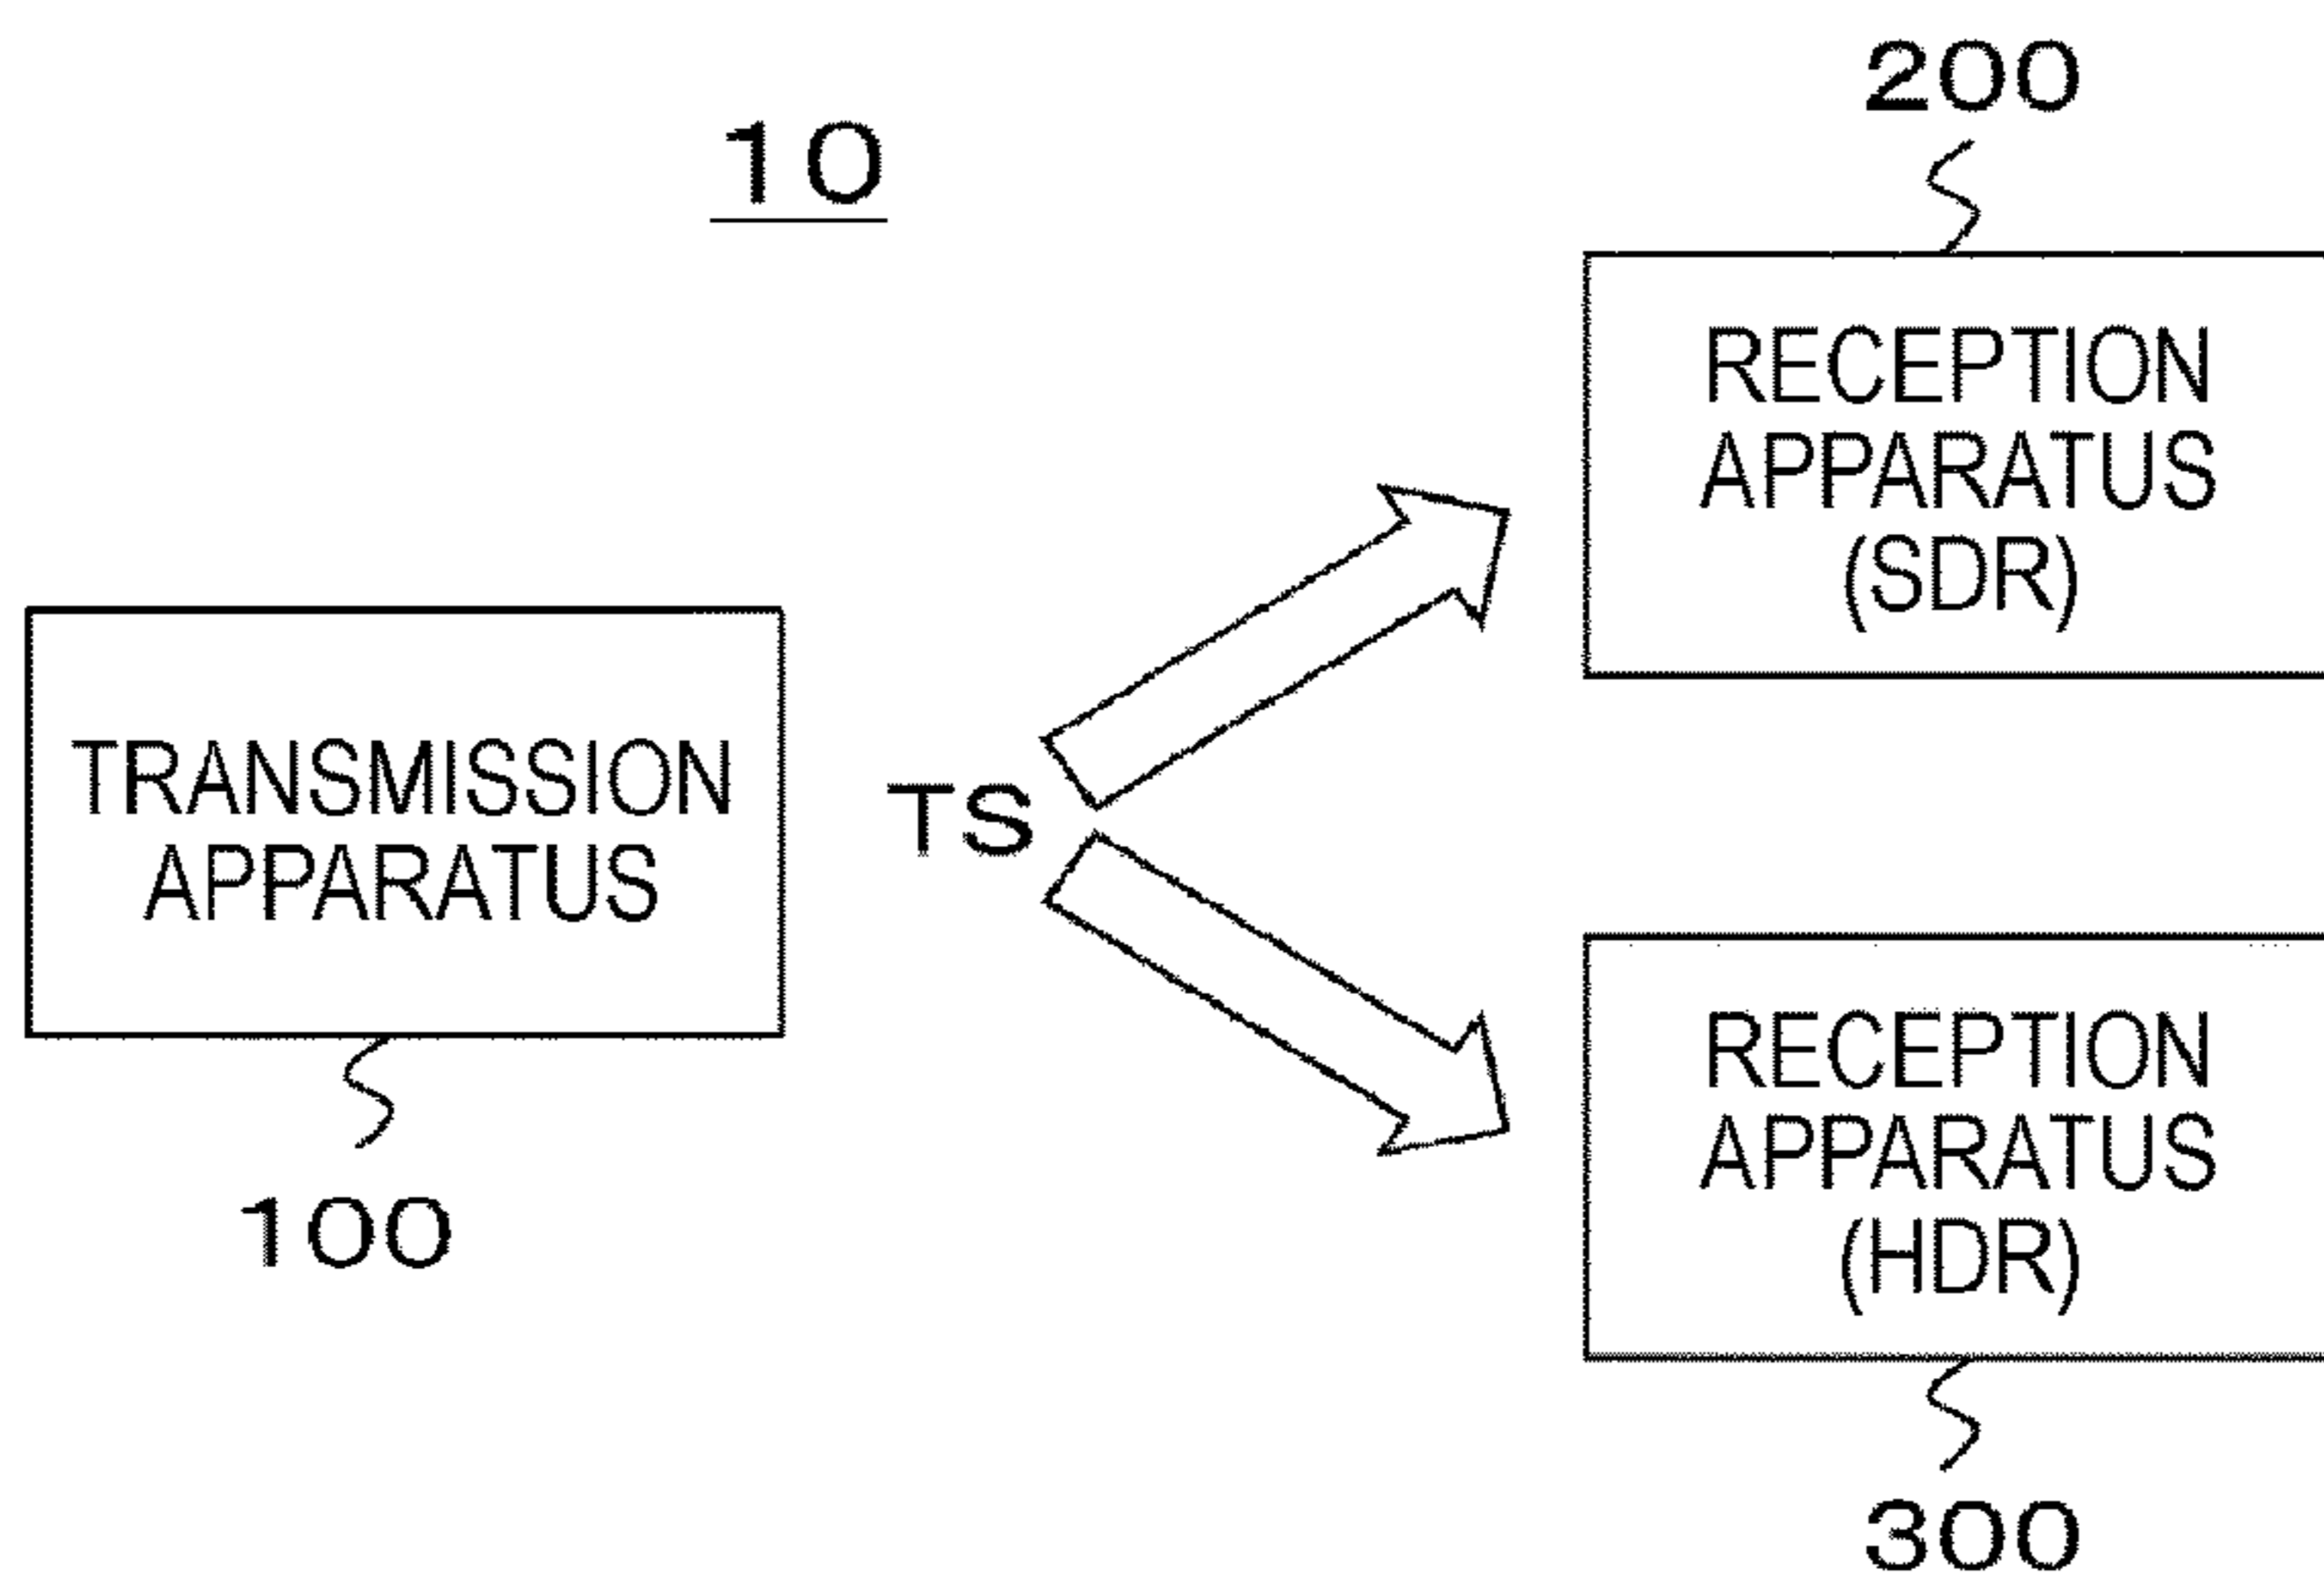 10
200
RECEPTION
APPARATUS
(SDR)
TRANSMISSION
APPARATUS
100
TS
RECEPTION
APPARATUS
(HDR)
300